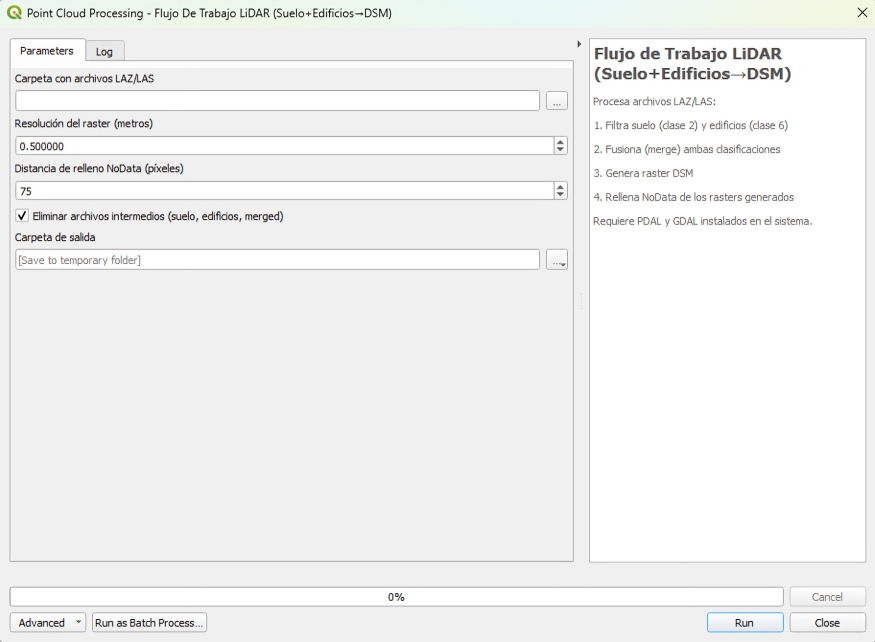 Point Cloud Processing - Flujo De Trabajo LiDAR (Suelo+Edificios→DSM)
Parameters
Log
Carpeta con archivos LAZ/LAS
...
Resolución del raster (metros)
0.500000
Distancia de relleno NoData (píxeles)
75
Eliminar archivos intermedios (suelo, edificios, merged)
Carpeta de salida
[Save to temporary folder]
...
Flujo de Trabajo LiDAR
(Suelo+Edificios→DSM)
Procesa archivos LAZ/LAS:
1. Filtra suelo (clase 2) y edificios (clase 6)
2. Fusiona (merge) ambas clasificaciones
3. Genera raster DSM
4. Rellena NoData de los rasters generados
Requiere PDAL y GDAL instalados en el sistema.
0%
Cancel
Advanced
Run as Batch Process...
Run
Close